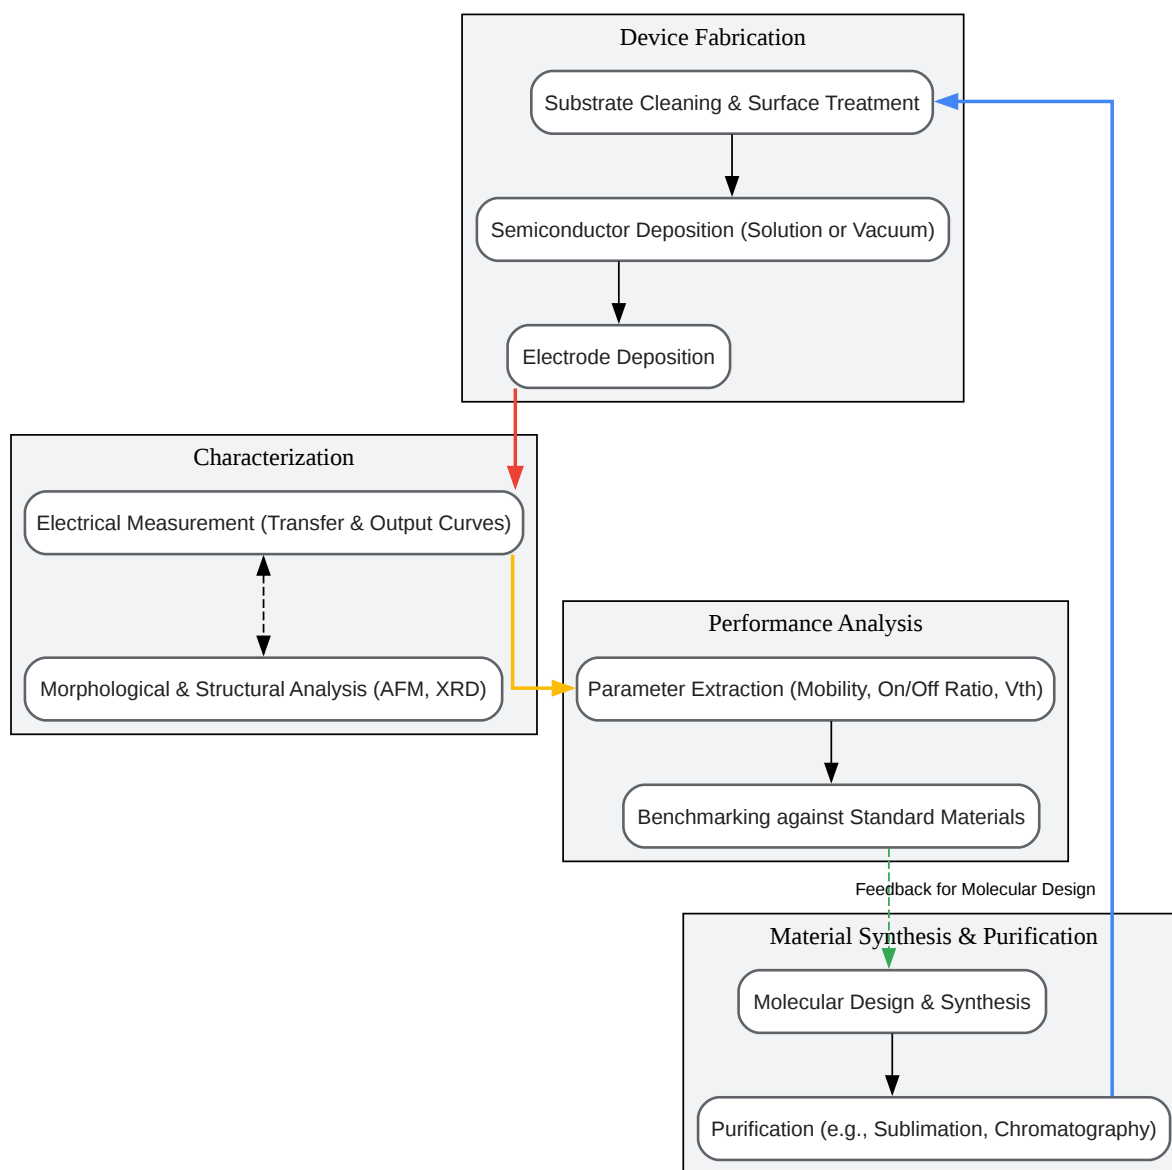 Device Fabrication
Substrate Cleaning & Surface Treatment
Semiconductor Deposition (Solution or Vacuum)
Electrode Deposition
Characterization
Electrical Measurement (Transfer & Output Curves)
Morphological & Structural Analysis (AFM, XRD)
Performance Analysis
Parameter Extraction (Mobility, On/Off Ratio, Vth)
Benchmarking against Standard Materials
Feedback for Molecular Design
Material Synthesis & Purification
Molecular Design & Synthesis
Purification (e.g., Sublimation, Chromatography)